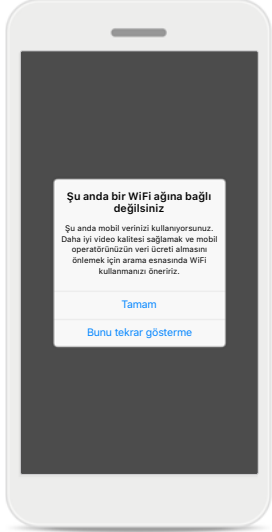 Şu anda bir WiFi ağına bağlı
değilsiniz
Şu anda mobil verinizi kullanıyorsunuz.
Daha iyi video kalitesi sağlamak ve mobil
operatörünüzün veri ücreti almasını
önlemek için arama esnasında WiFi
kullanmanızı öneririz.
Tamam
Bunu tekrar gösterme